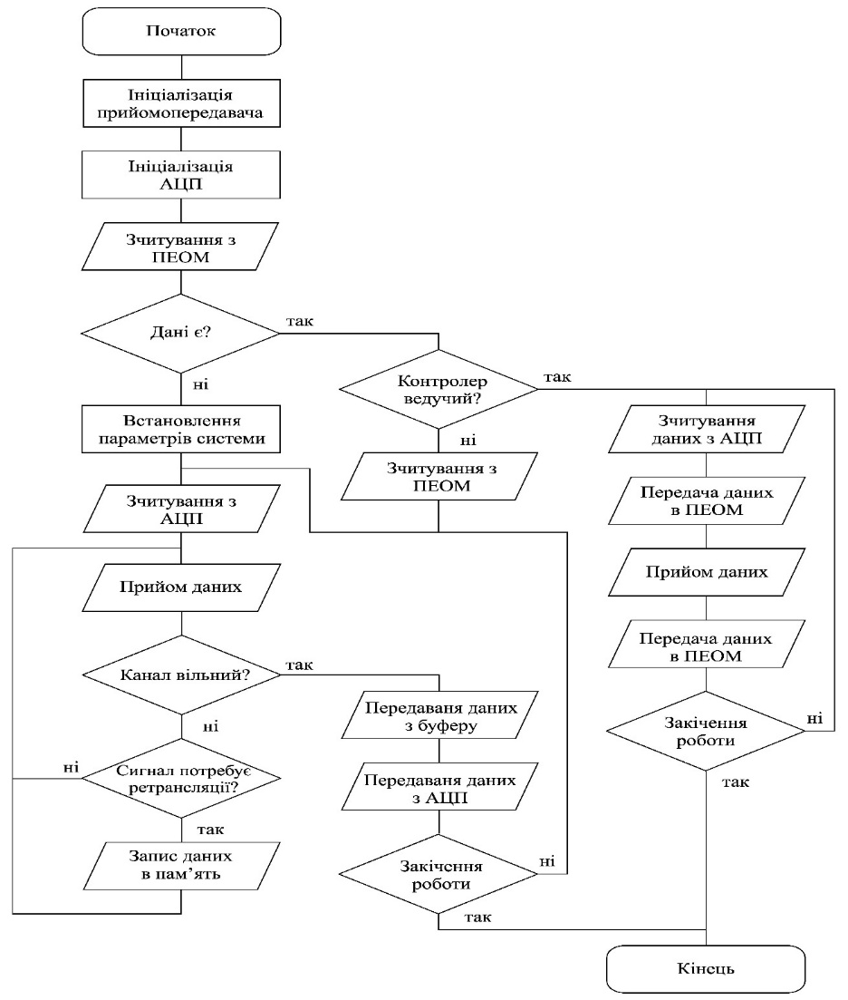 Початок
Ініціалізація
прийомопередавача
Ініціалізація
АЦП
Зчитування з
ПЕОМ
Дані є?
так
ні
Контролер
ведучий?
так
ні
Встановлення
параметрів системи
Зчитування з
ПЕОМ
Зчитування
даних з АЦП
Зчитування з
АЦП
Передача даних
в ПЕОМ
Прийом даних
Прийом даних
Передача даних
в ПЕОМ
Канал вільний?
так
ні
Передаваня даних
з буферу
Закічення
роботи
ні
так
Сигнал потребує
ретрансляції?
ні
так
Передаваня даних
з АЦП
Запис даних
в пам’ять
Закічення
роботи
ні
так
Кінець